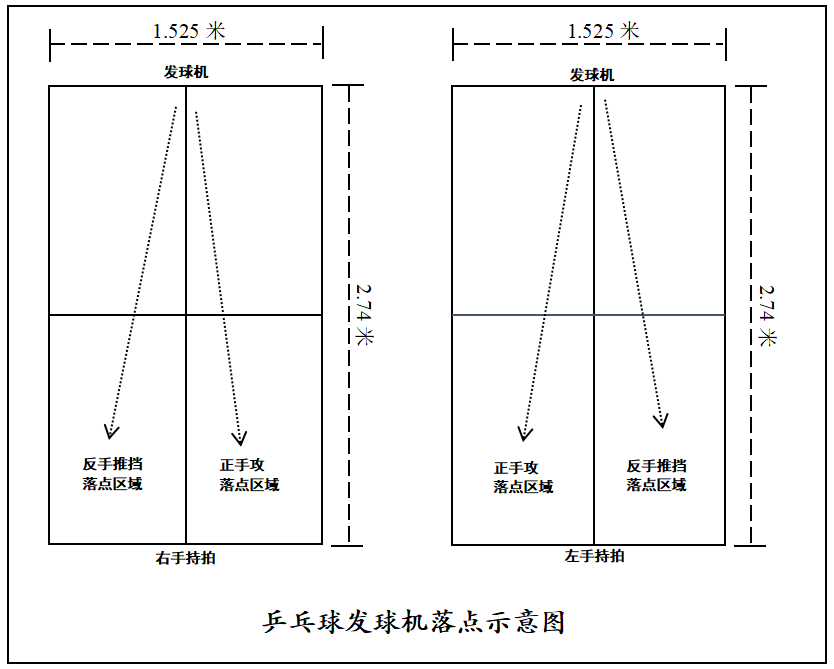 1.525 米
发球机
2.74 米
反手推挡
落点区域
正手攻
落点区域
右手持拍
1.525 米
发球机
2.74 米
正手攻
落点区域
反手推挡
落点区域
左手持拍
乒乓球发球机落点示意图